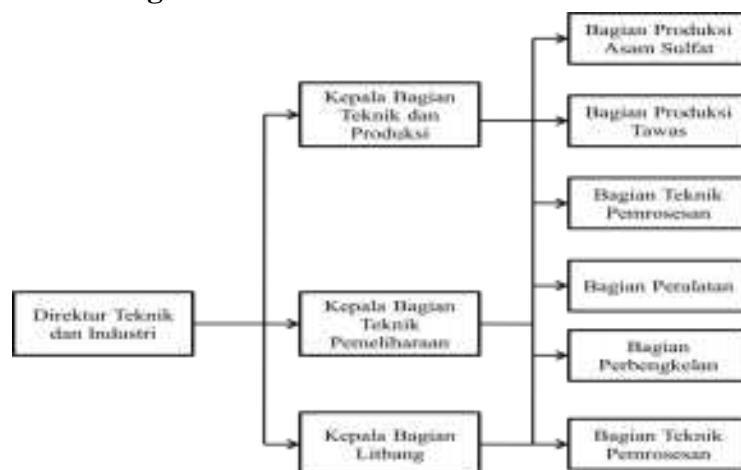 Bagian Produksi
Asam Sulfat
Kepala Bagian
Teknik dan
Produksi
Bagian Produksi
Tawas
Bagian Teknik
Pemrosesan
Direktur Teknik
dan Industri
Kepala Bagian
Teknik
Pemeliharaan
Bagian Peralatan
Bagian
Perbengkelan
Kepala Bagian
Litbang
Bagian Teknik
Pemrosesan